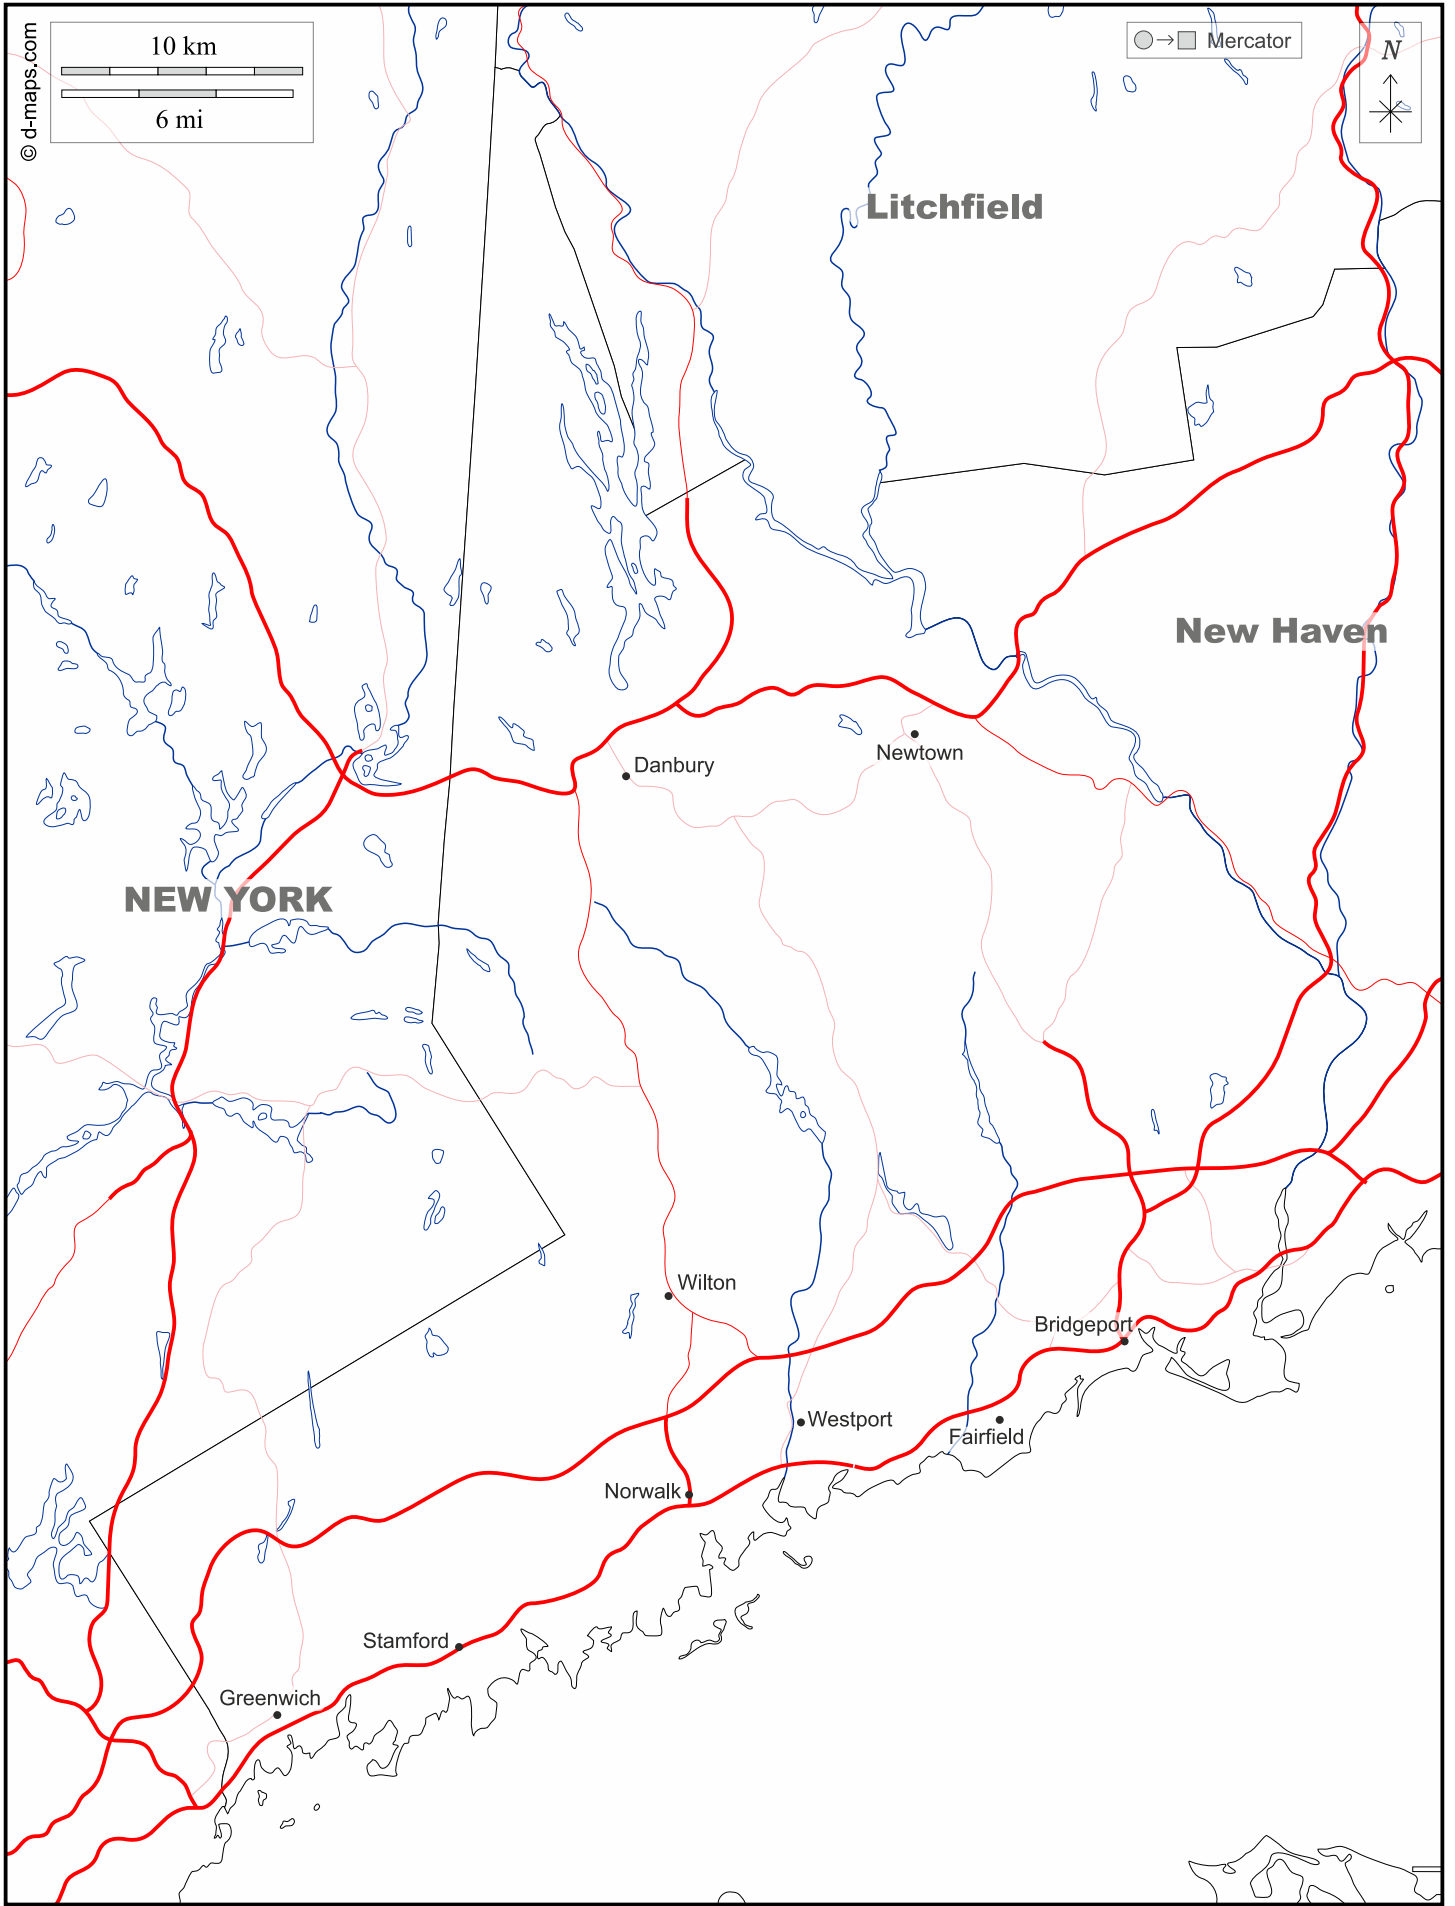 © d-maps.com
10 km
6 mi
Mercator
N
Litchfield
New Haven
Newtown
Danbury
NEW YORK
Wilton
Bridgeport
Westport
Fairfield
Norwalk
Stamford
Greenwich